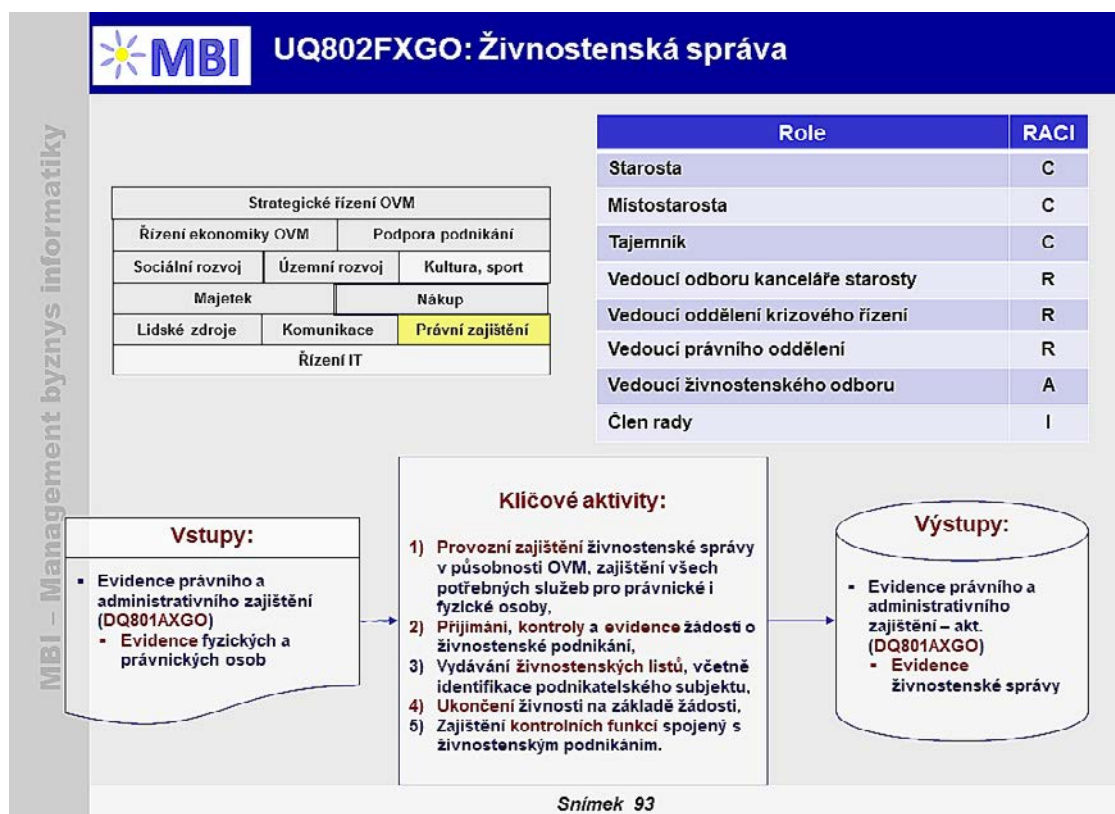 MBI
UQ802FXGO: Živnostenská správa
MBI – Management byznys informatiky
Strategické řízení OVM
Řízení ekonomiky OVM
Podpora podnikání
Sociální rozvoj
Územní rozvoj
Kultura, sport
Majetek
Nákup
Lidské zdroje
Komunikace
Právní zajištění
Řízení IT
Role RACI
Starosta C
Místostarosta C
Tajemník C
Vedoucí odboru kanceláře starosty R
Vedoucí oddělení krizového řízení R
Vedoucí právního oddělení R
Vedoucí živnostenského odboru A
Člen rady I
Vstupy:
▪ Evidence právního a
administrativního zajištění
(DQ801AXGO)
▪ Evidence fyzických a
právnických osob
Klíčové aktivity:
1) Provozní zajištění živnostenské správy
v působnosti OVM, zajištění všech
potřebných služeb pro právnické i
fyzické osoby,
2) Přijímání, kontroly a evidence žádostí o
živnostenské podnikání,
3) Vydávání živnostenských listů, včetně
identifikace podnikatelského subjektu,
4) Ukončení živnosti na základě žádosti,
5) Zajištění kontrolních funkcí spojený s
živnostenským podnikáním.
Výstupy:
▪ Evidence právního a
administrativního
zajištění – akt.
(DQ801AXGO)
▪ Evidence
živnostenské správy
Snímek 93